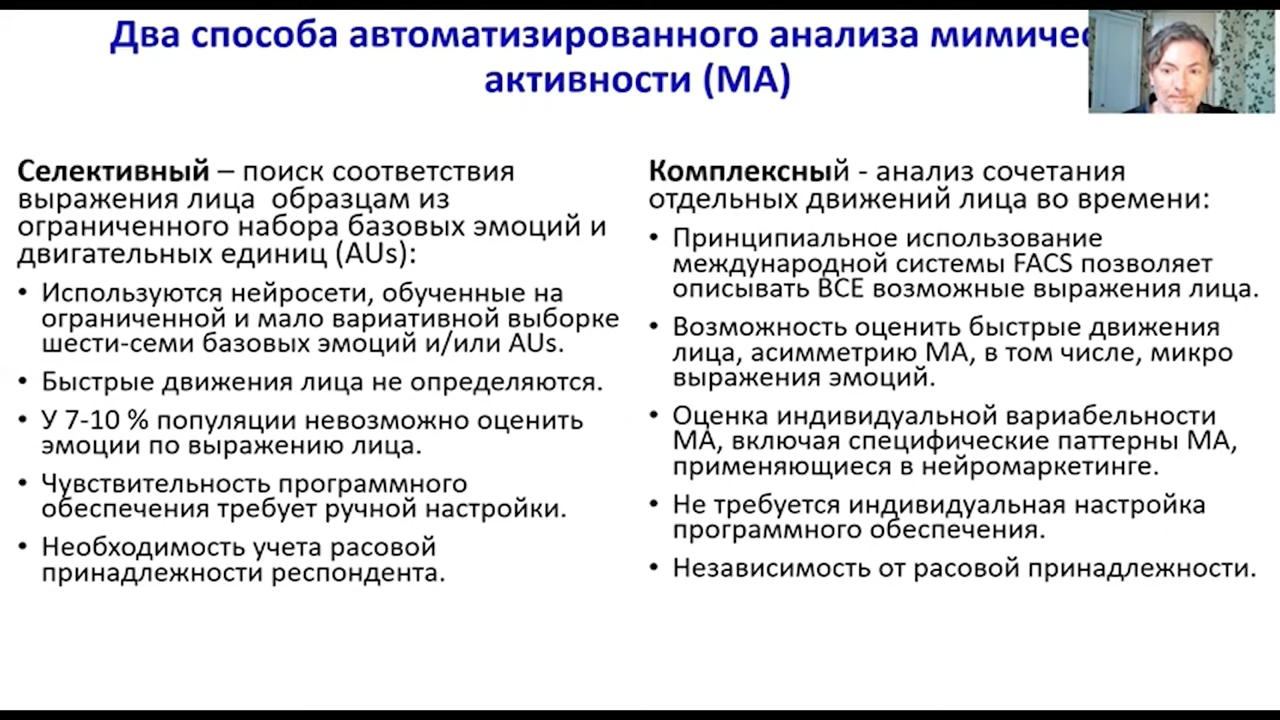 Два способа автоматизированного анализа мимичес
активности (МА)
Селективный – поиск соответствия
выражения лица образцам из
ограниченного набора базовых эмоций и
двигательных единиц (AUs):
• Используются нейросети, обученные на
ограниченной и мало вариативной выборке
шести-семи базовых эмоций и/или AUs.
• Быстрые движения лица не определяются.
• У 7-10 % популяции невозможно оценить
эмоции по выражению лица.
• Чувствительность программного
обеспечения требует ручной настройки.
• Необходимость учета расовой
принадлежности респондента.
Комплексный - анализ сочетания
отдельных движений лица во времени:
• Принципиальное использование
международной системы FACS позволяет
описывать ВСЕ возможные выражения лица.
• Возможность оценить быстрые движения
лица, асимметрию МА, в том числе, микро
выражения эмоций.
• Оценка индивидуальной вариабельности
МА, включая специфические паттерны МА,
применяющиеся в нейромаркетинге.
• Не требуется индивидуальная настройка
программного обеспечения.
• Независимость от расовой принадлежности.